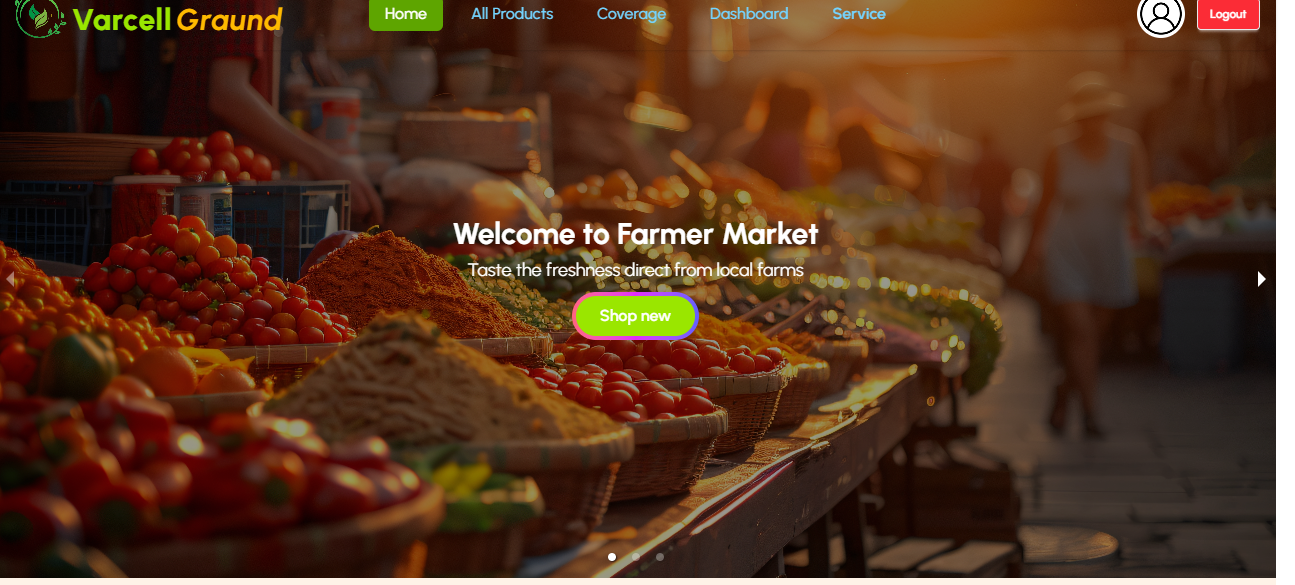 Varcell Graund
Home
All Products
Coverage
Dashboard
Service
Logout
Welcome to Farmer Market
Taste the freshness direct from local farms
Shop new